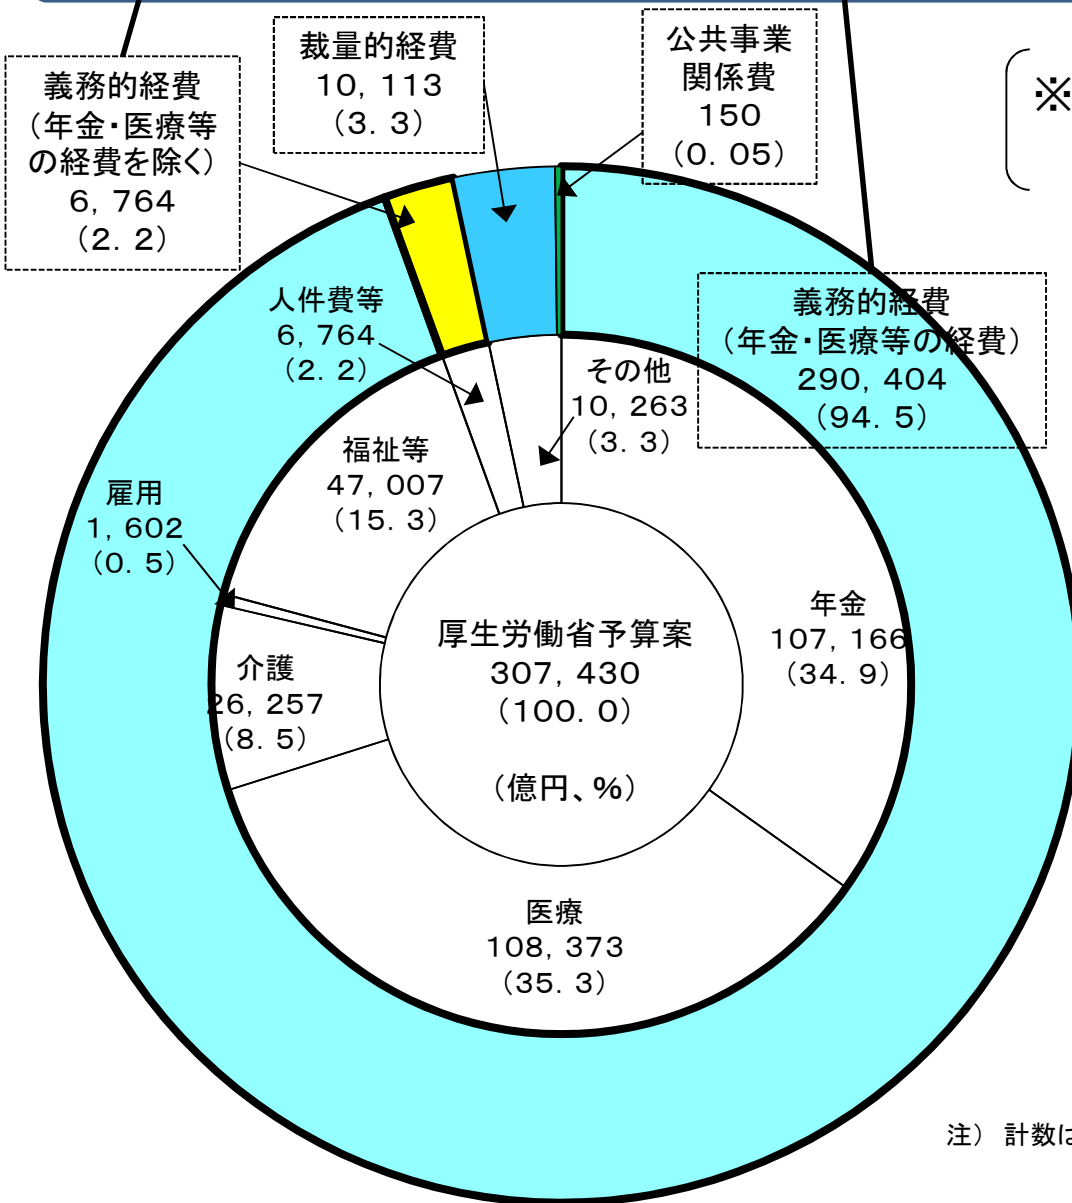 義務的経費
（年金・医療等
の経費を除く）
6，764
（2．2）
裁量的経費
10，113
（3．3）
公共事業
関係費
150
（0．05）
※
義務的経費
（年金・医療等の経費）
290，404
（94．5）
人件費等
6，764
（2．2）
その他
10，263
（3．3）
福祉等
47，007
（15．3）
雇用
1，602
（0．5）
介護
26，257
（8．5）
年金
107，166
（34．9）
厚生労働省予算案
307，430
（100．0）
（億円、％）
医療
108，373
（35．3）
注） 計数は